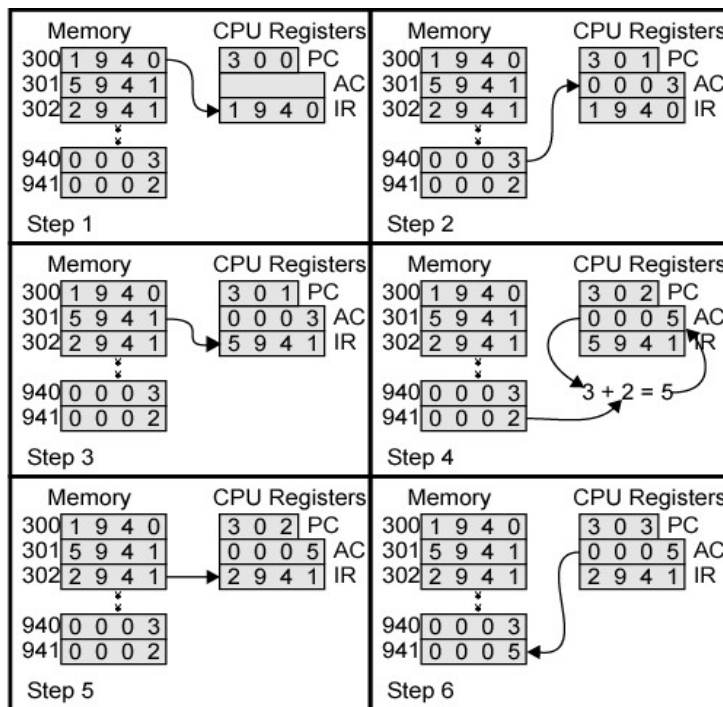 Memory CPU Registers
300 1 9 4 0 3 0 0 PC
301 5 9 4 1 AC
302 2 9 4 1 1 9 4 0 IR
940 0 0 0 3
941 0 0 0 2
Step 1
Memory CPU Registers
300 1 9 4 0 3 0 1 PC
301 5 9 4 1 0 0 0 3 AC
302 2 9 4 1 1 9 4 0 IR
940 0 0 0 3
941 0 0 0 2
Step 2
Memory CPU Registers
300 1 9 4 0 3 0 1 PC
301 5 9 4 1 0 0 0 3 AC
302 2 9 4 1 5 9 4 1 IR
940 0 0 0 3
941 0 0 0 2
Step 3
Memory CPU Registers
300 1 9 4 0 3 0 2 PC
301 5 9 4 1 0 0 0 5 AC
302 2 9 4 1 5 9 4 1 IR
940 0 0 0 3 3 + 2 = 5
941 0 0 0 2
Step 4
Memory CPU Registers
300 1 9 4 0 3 0 2 PC
301 5 9 4 1 0 0 0 5 AC
302 2 9 4 1 2 9 4 1 IR
940 0 0 0 3
941 0 0 0 2
Step 5
Memory CPU Registers
300 1 9 4 0 3 0 3 PC
301 5 9 4 1 0 0 0 5 AC
302 2 9 4 1 2 9 4 1 IR
940 0 0 0 3
941 0 0 0 5
Step 6